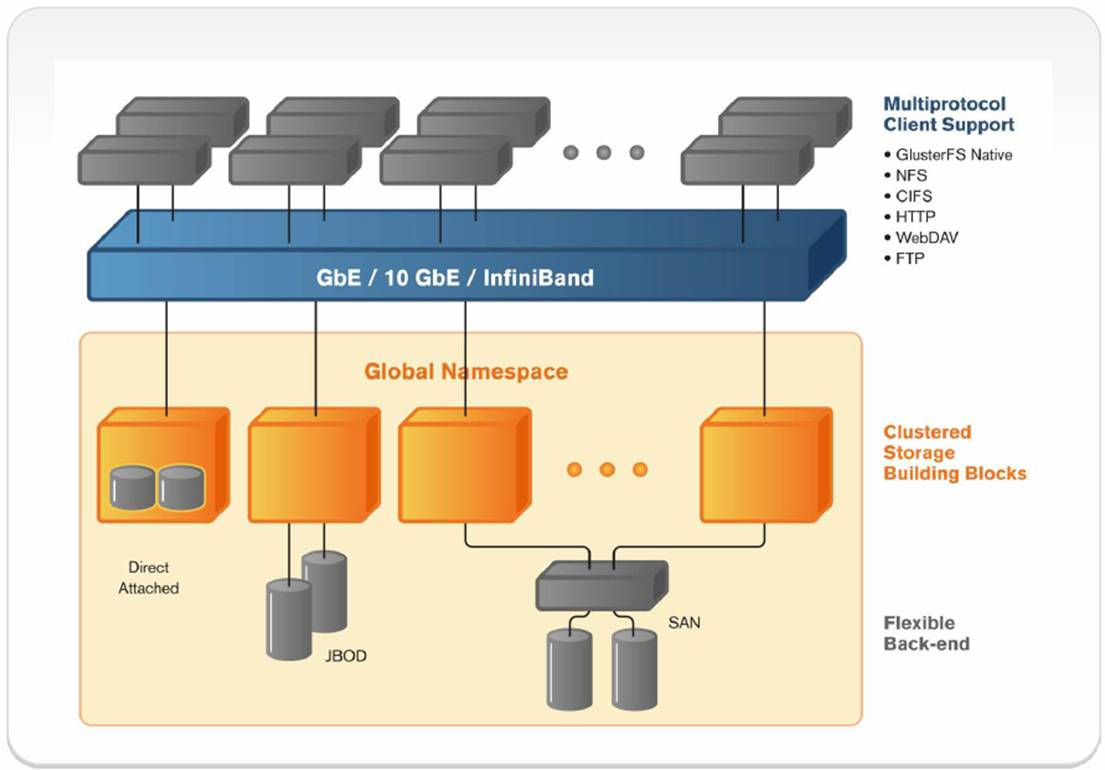 Multiprotocol
Client Support
• GlusterFS Native
• NFS
• CIFS
• HTTP
• WebDAV
• FTP
GbE / 10 GbE / InfiniBand
Global Namespace
Clustered
Storage
Building Blocks
Direct
Attached
JBOD
SAN
Flexible
Back-end